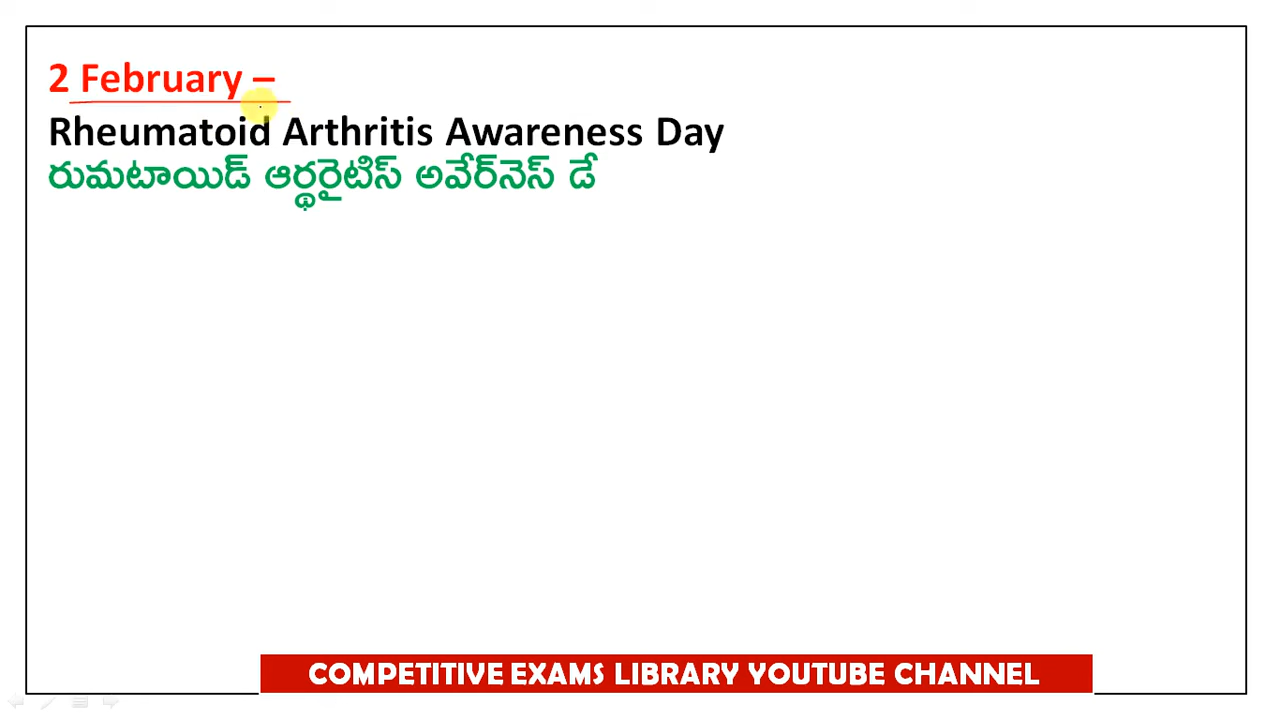 2 February –
Rheumatoid Arthritis Awareness Day
రుమటాయిడ్ ఆర్థరైటిస్ అవేర్‌నెస్ డే
COMPETITIVE EXAMS LIBRARY YOUTUBE CHANNEL